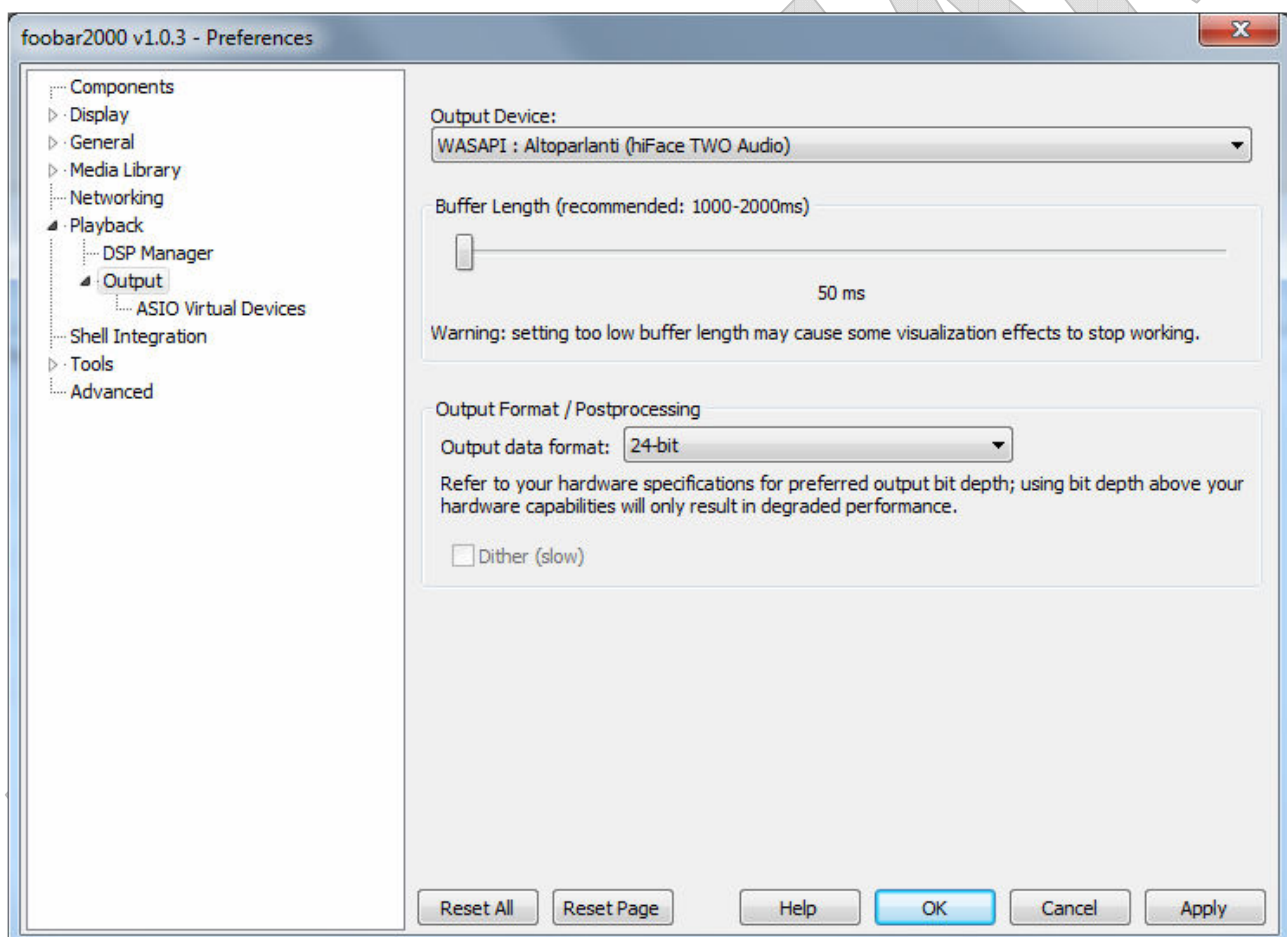 foobar2000 v1.0.3 - Preferences
Components
Display
General
Media Library
Networking
Playback
DSP Manager
Output
ASIO Virtual Devices
Shell Integration
Tools
Advanced
Output Device:
WASAPI : Altoparlanti (hiFace TWO Audio)
Buffer Length (recommended: 1000-2000ms)
50 ms
Warning: setting too low buffer length may cause some visualization effects to stop working.
Output Format / Postprocessing
Output data format: 24-bit
Refer to your hardware specifications for preferred output bit depth; using bit depth above your
hardware capabilities will only result in degraded performance.
Dither (slow)
Reset All Reset Page Help OK Cancel Apply